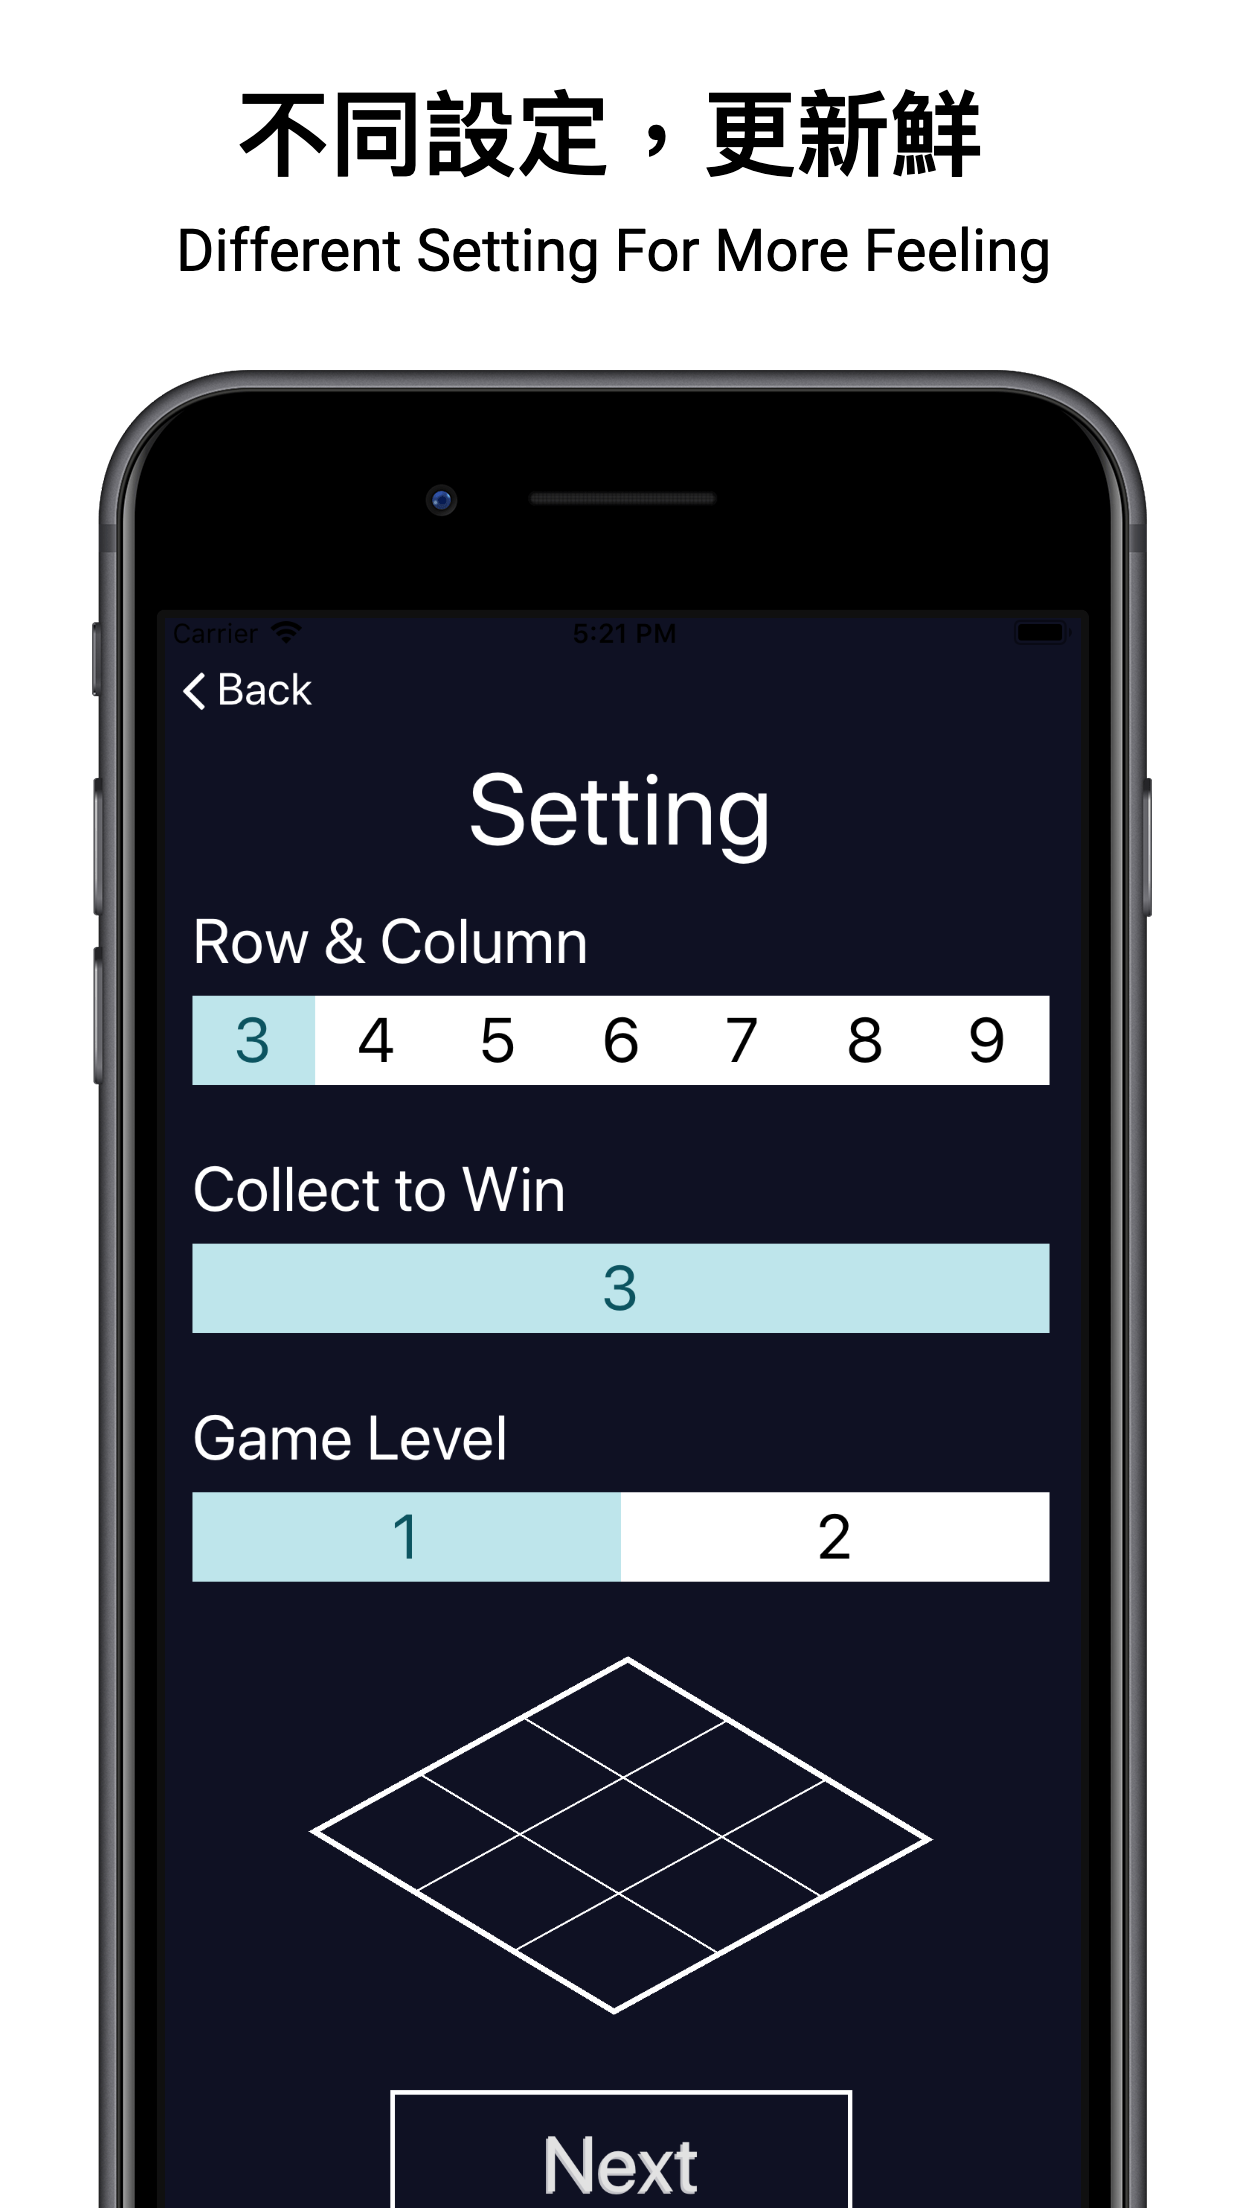 不同設定，更新鮮
Different Setting For More Feeling
Carrier 5:21 PM
Back
Setting
Row & Column
3 4 5 6 7 8 9
Collect to Win
3
Game Level
1 2
Next